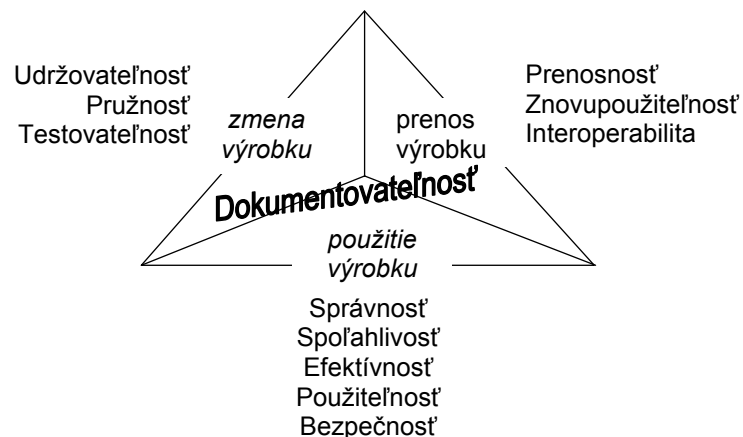 Udržovateľnosť
Pružnosť
Testovateľnosť
zmena
výrobku
prenos
výrobku
Prenosnosť
Znovupoužiteľnosť
Interoperabilita
Dokumentovateľnosť
použitie
výrobku
Správnosť
Spoľahlivosť
Efektívnosť
Použiteľnosť
Bezpečnosť